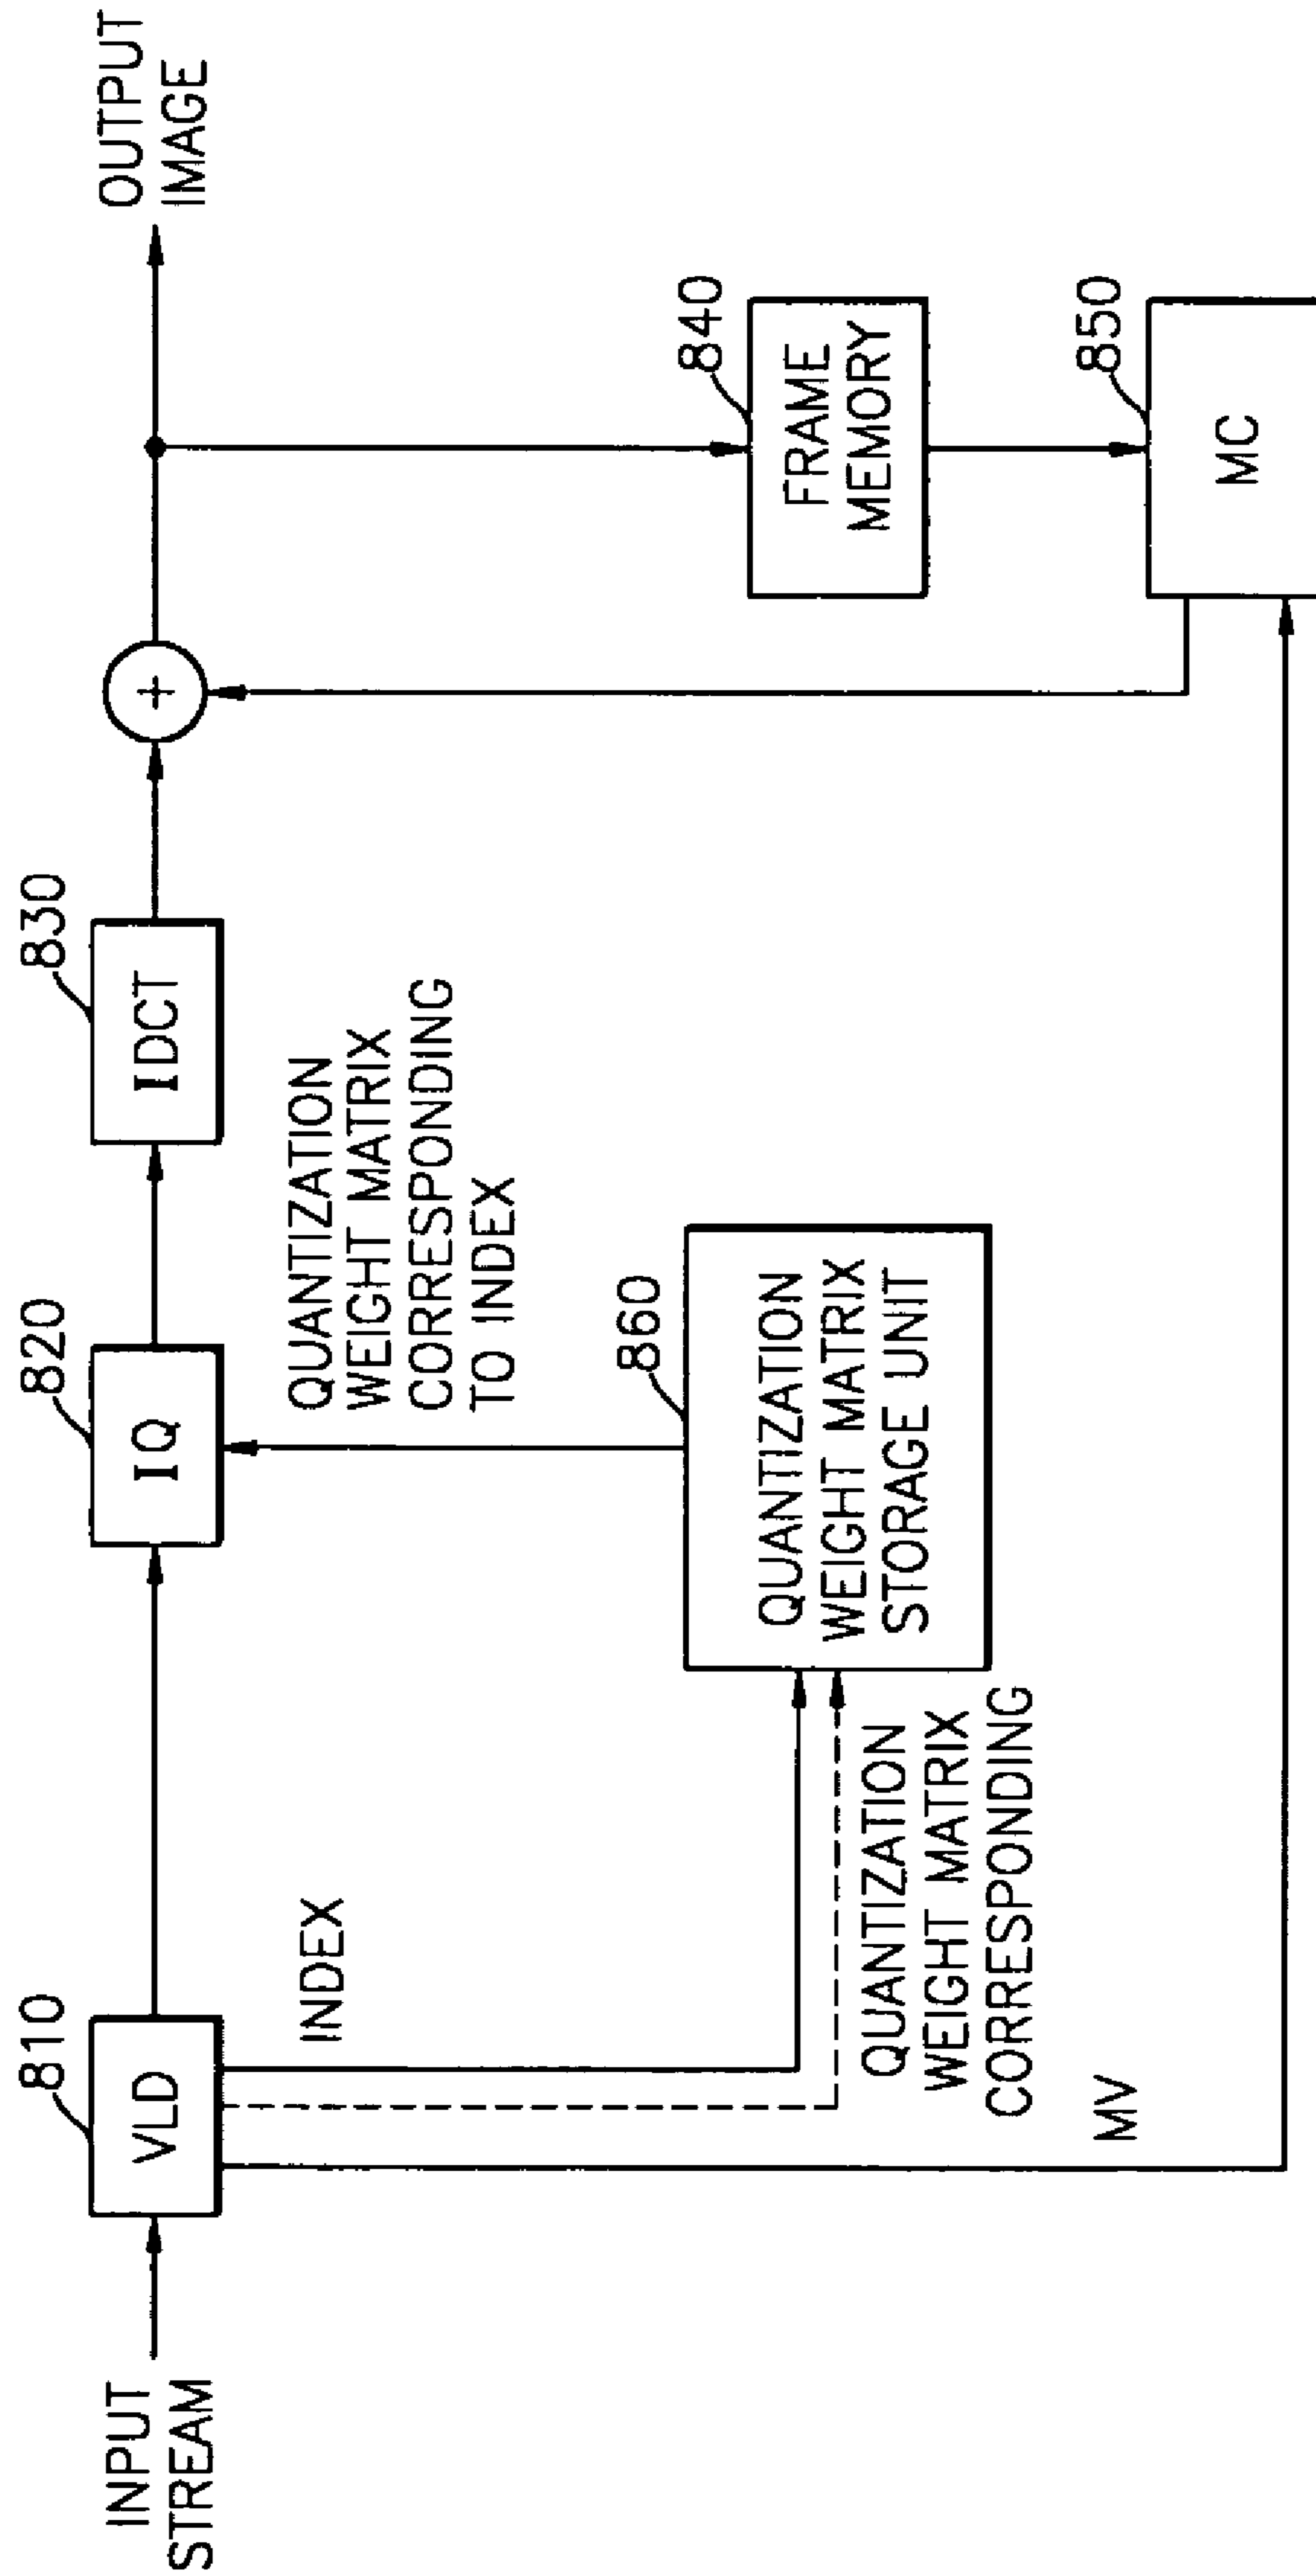 INPUT
STREAM
810
VLD
820
IQ
830
IDCT
+
OUTPUT
IMAGE
INDEX
QUANTIZATION
WEIGHT MATRIX
CORRESPONDING
TO INDEX
860
QUANTIZATION
WEIGHT MATRIX
STORAGE UNIT
840
FRAME
MEMORY
QUANTIZATION
WEIGHT MATRIX
CORRESPONDING
MV
850
MC